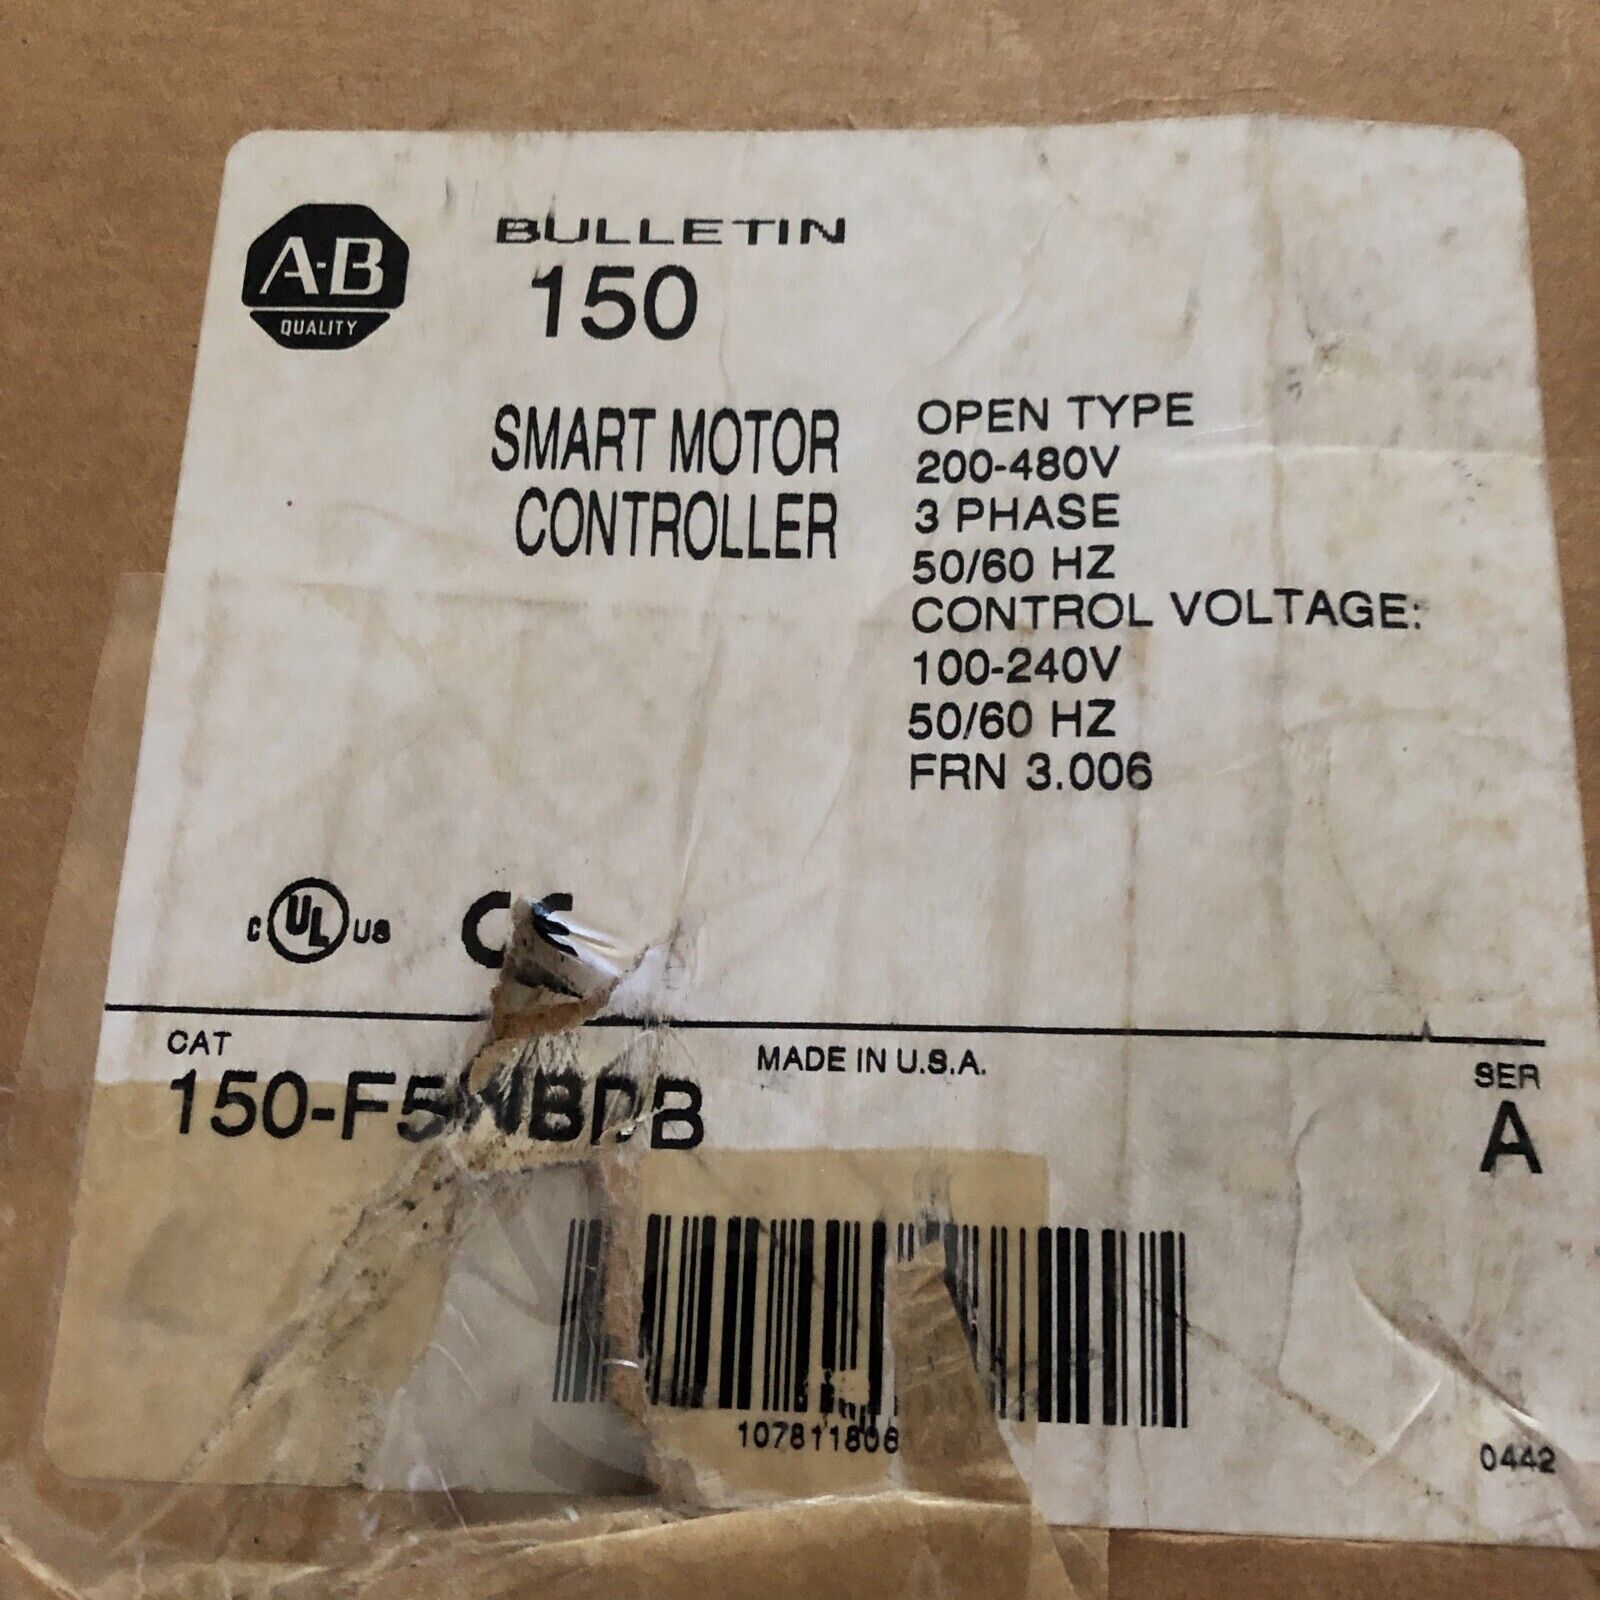 A-B
QUALITY
BULLETIN
150
SMART MOTOR
CONTROLLER
OPEN TYPE
200-480V
3 PHASE
50/60 HZ
CONTROL VOLTAGE:
100-240V
50/60 HZ
FRN 3.006
C UL US
CE
CAT
MADE IN U.S.A.
SER
A
0442